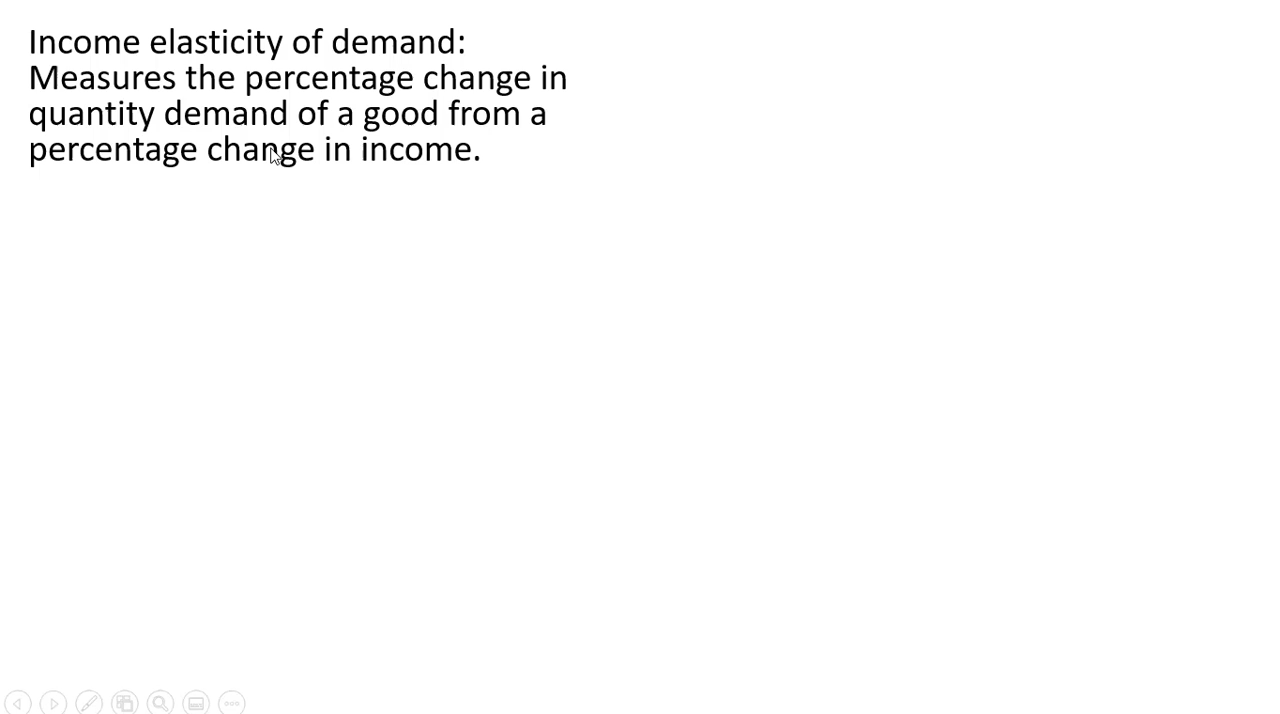 Income elasticity of demand:
Measures the percentage change in
quantity demand of a good from a
percentage change in income.